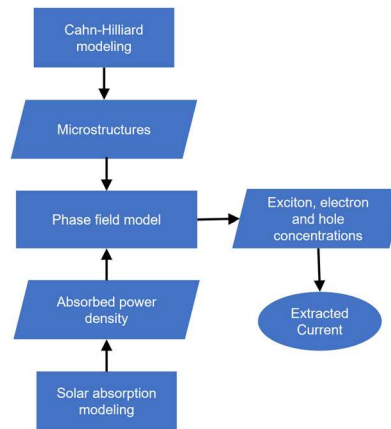 Cahn-Hilliard
modeling
Microstructures
Phase field model
Exciton, electron
and hole
concentrations
Absorbed power
density
Extracted
Current
Solar absorption
modeling